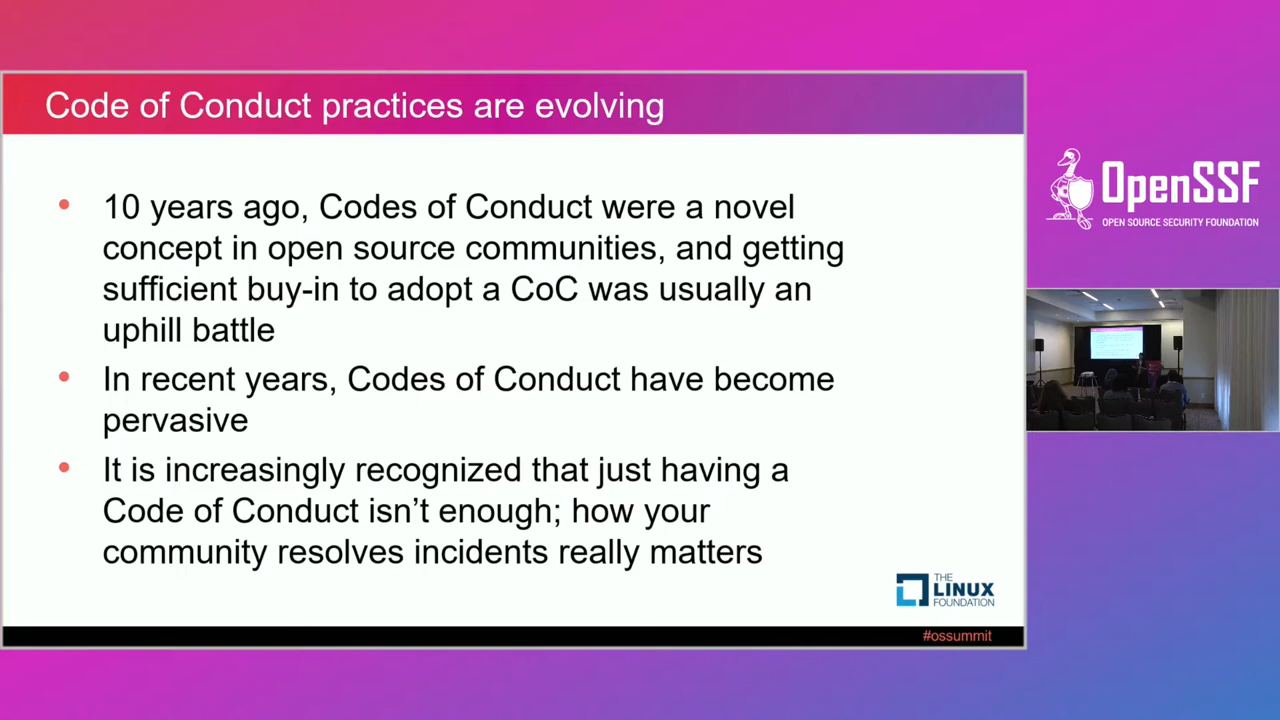 Code of Conduct practices are evolving
• 10 years ago, Codes of Conduct were a novel
concept in open source communities, and getting
sufficient buy-in to adopt a CoC was usually an
uphill battle
• In recent years, Codes of Conduct have become
pervasive
• It is increasingly recognized that just having a
Code of Conduct isn’t enough; how your
community resolves incidents really matters
THE
LINUX
FOUNDATION
#ossummit
OpenSSF
OPEN SOURCE SECURITY FOUNDATION